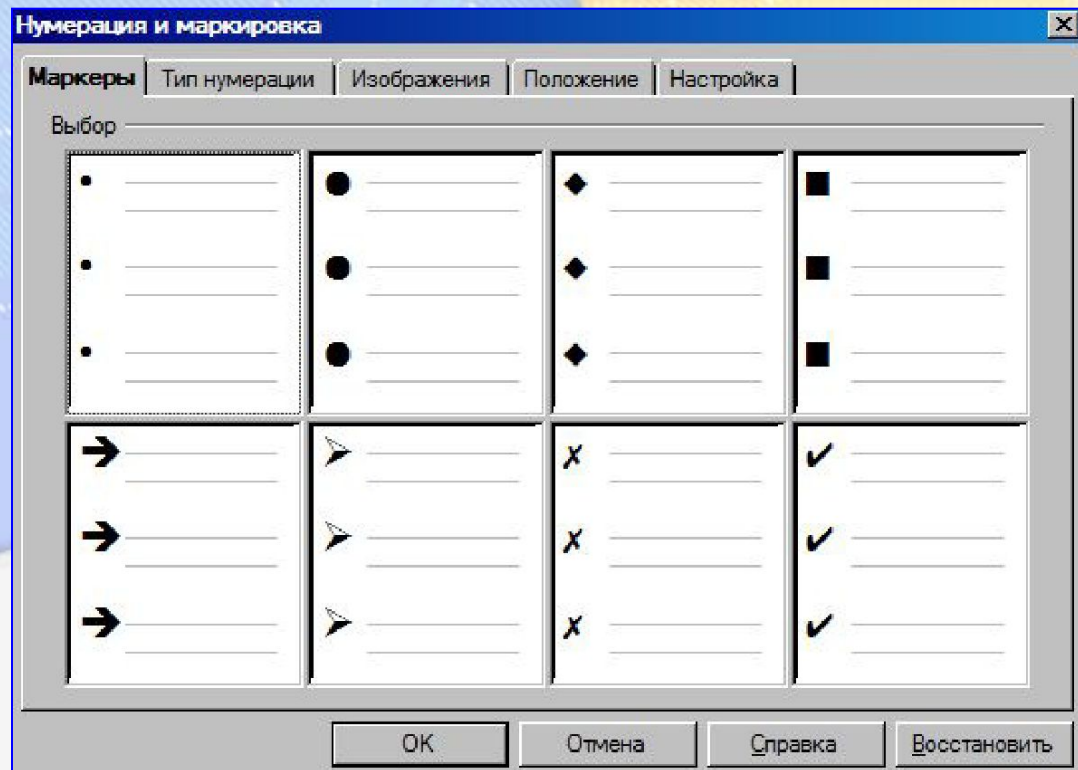 Нумерация и маркировка
Маркеры Тип нумерации Изображения Положение Настройка
Выбор
OK Отмена Справка Восстановить